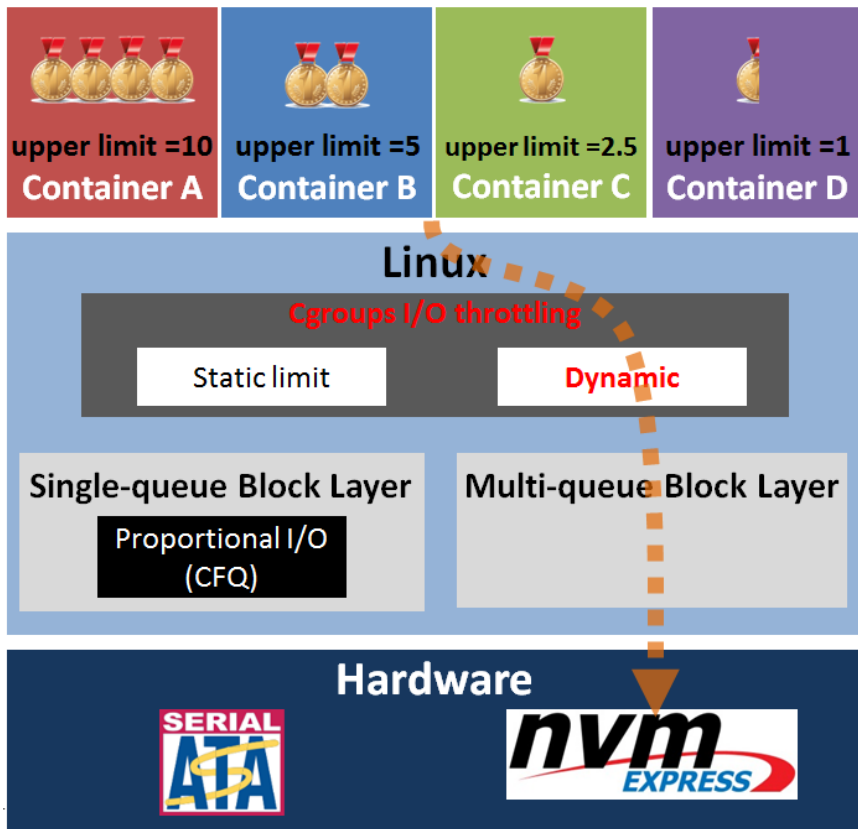 upper limit =10
Container A
upper limit =5
Container B
upper limit =2.5
Container C
upper limit =1
Container D
Linux
Cgroups I/O throttling
Static limit
Dynamic
Single-queue Block Layer
Proportional I/O
(CFQ)
Multi-queue Block Layer
Hardware
SERIAL
ATA
nvm
EXPRESS